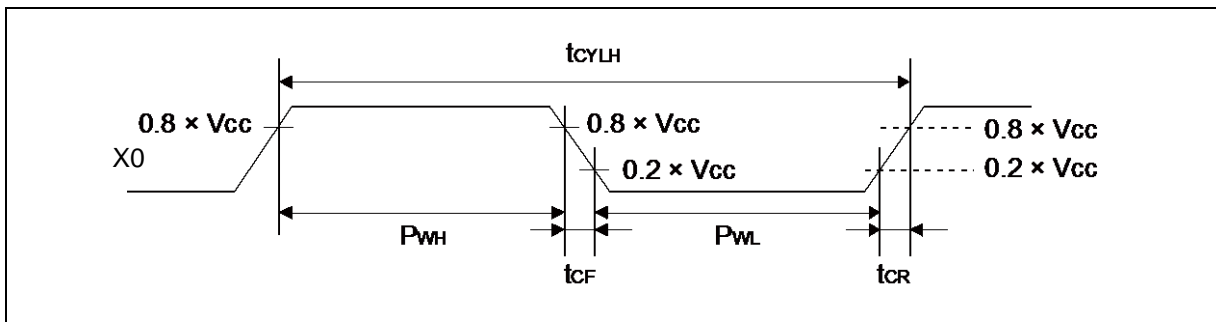 tCYLH
0.8 × Vcc
0.8 × Vcc
0.8 × Vcc
X0
0.2 × Vcc
0.2 × Vcc
PWH
PWL
tCF
tCR